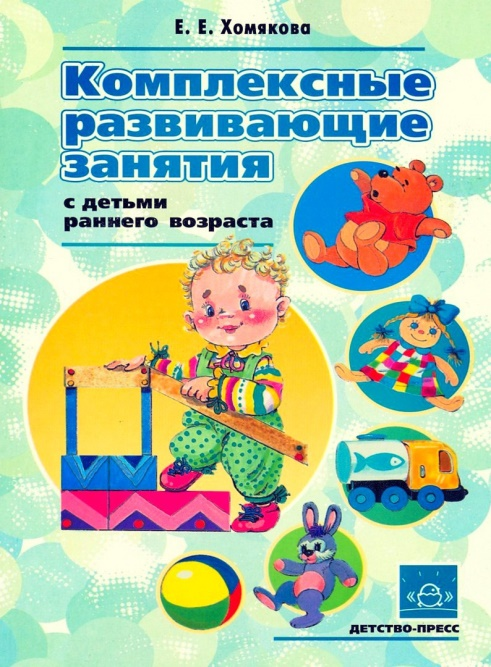 Е. Е. Хомякова
Комплексные
развивающие
занятия
с детьми
раннего возраста
ДЕТСТВО-ПРЕСС